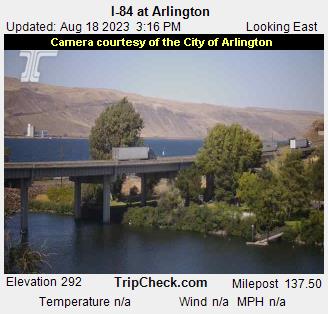 I-84 at Arlington
Updated: Aug 18 2023  3:16 PM    Looking East
Camera courtesy of the City of Arlington
Elevation 292    TripCheck.com    Milepost  137.50
Temperature n/a    Wind n/a  MPH n/a